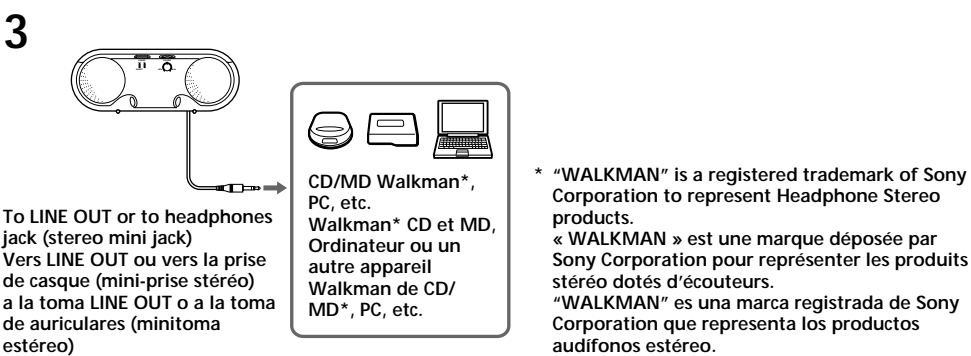 3
To LINE OUT or to headphones
jack (stereo mini jack)
Vers LINE OUT ou vers la prise
de casque (mini-prise stéréo)
a la toma LINE OUT o a la toma
de auriculares (minitoma
estéreo)
CD/MD Walkman*,
PC, etc.
Walkman* CD et MD,
Ordinateur ou un
autre appareil
Walkman de CD/
MD*, PC, etc.
* “WALKMAN” is a registered trademark of Sony
Corporation to represent Headphone Stereo
products.
« WALKMAN » est une marque déposée par
Sony Corporation pour représenter les produits
stéréo dotés d’écouteurs.
“WALKMAN” es una marca registrada de Sony
Corporation que representa los productos
audífonos estéreo.